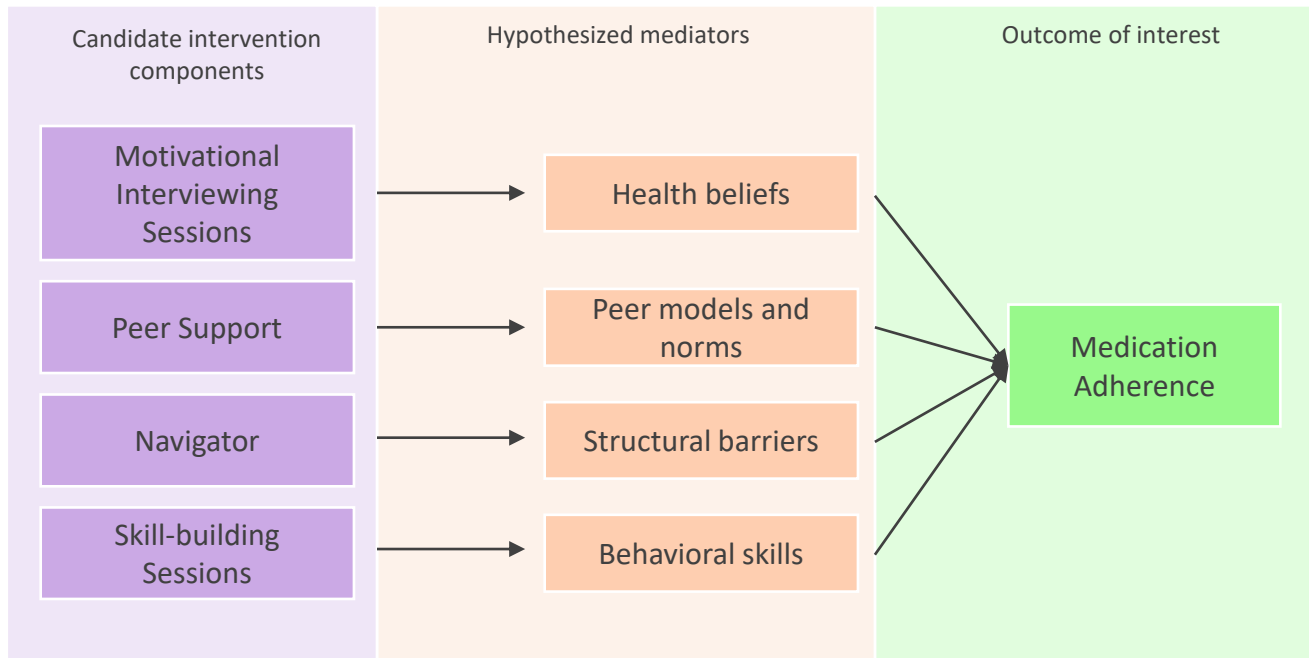 Candidate intervention
components
Hypothesized mediators
Outcome of interest
Motivational
Interviewing
Sessions
Health beliefs
Peer Support
Peer models and
norms
Medication
Adherence
Navigator
Structural barriers
Skill-building
Sessions
Behavioral skills